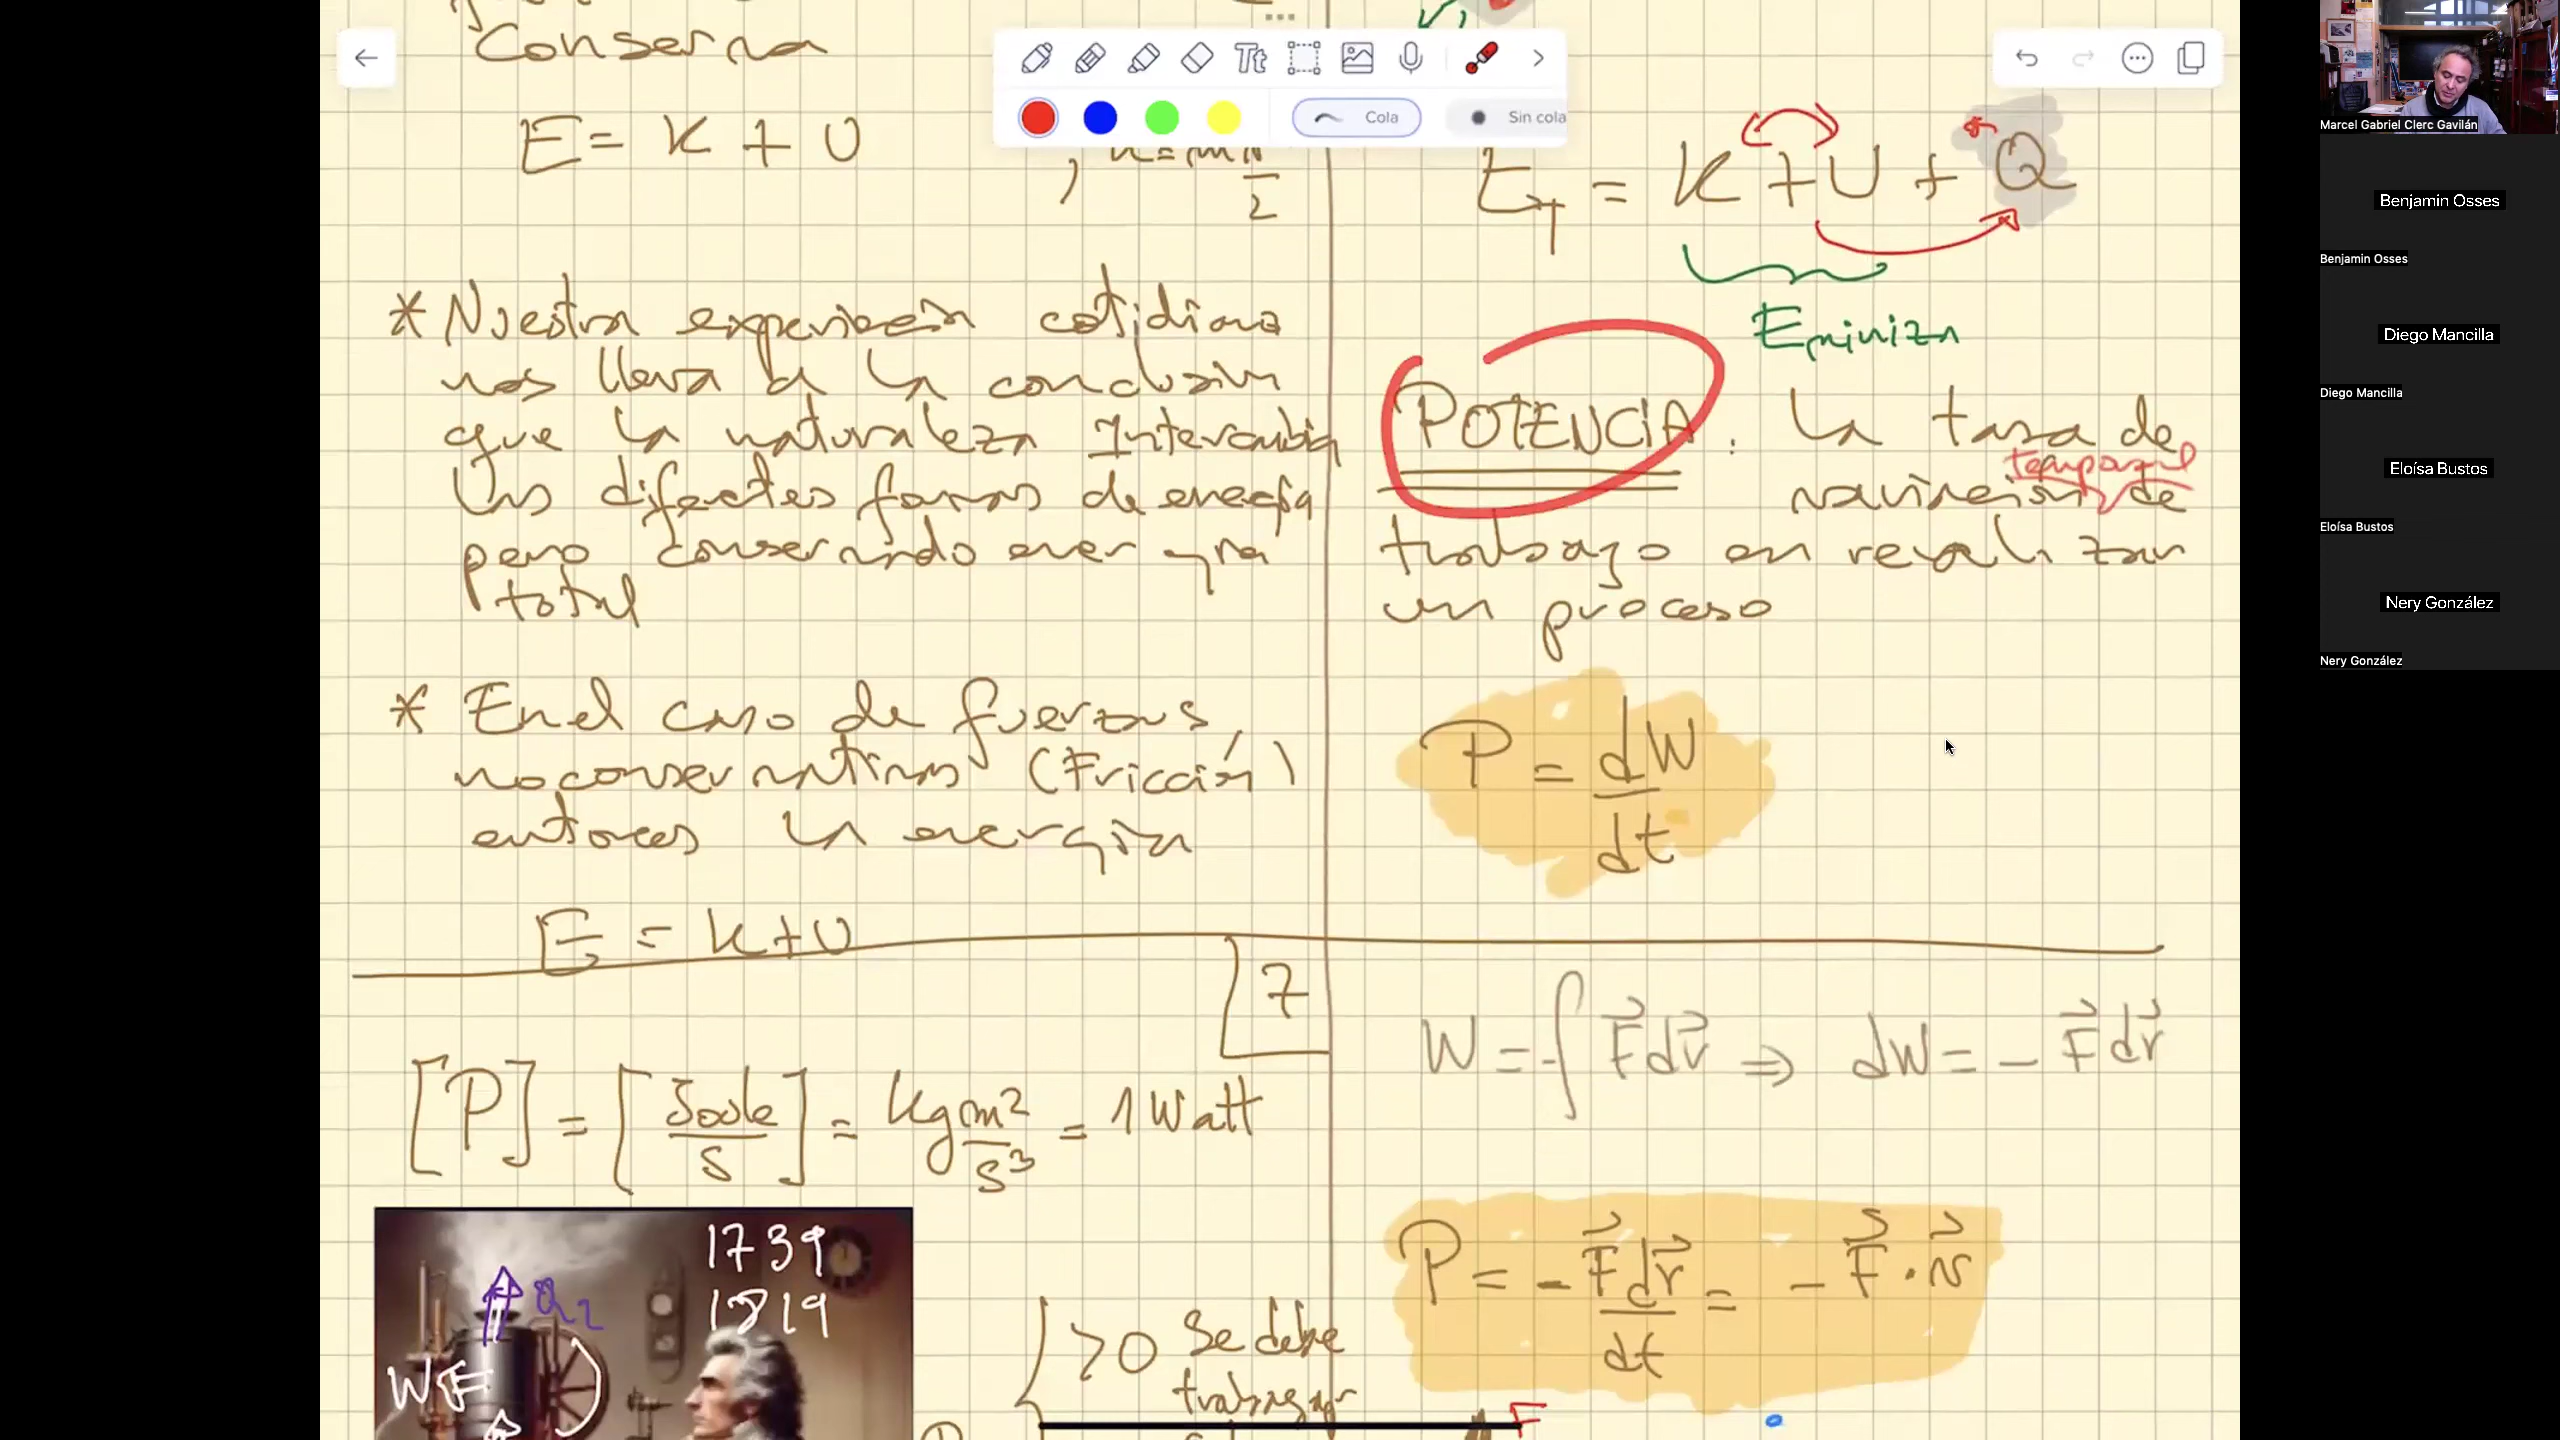 Conserva
E = K + U
, K = m v / 2
* Nuestra experiencia cotidiana
nos lleva a la conclusión
que la naturaleza Intercambia
las diferentes formas de energía
pero conservando energía
total
* En el caso de fuerzas
no conservativas (Fricción)
entonces la energía
E = K + U
7
[P] = [Joule / s] = kg m² / s³ = 1 Watt
1739
1819
Q2
> 0 Se debe
trabajar
Cola
Sin cola
E_T = K + U + Q
POTENCIA : la tasa de
temporal
variación de
trabajo en realizar
un proceso
P = dW / dt
W = -∫ F⃗ dr⃗ ⇒ dW = - F⃗ dr⃗
P = - F⃗ dr⃗ / dt = - F⃗ · v⃗
F
Marcel Gabriel Clerc Gavilán
Benjamin Osses
Benjamin Osses
Diego Mancilla
Diego Mancilla
Eloísa Bustos
Eloísa Bustos
Nery González
Nery González